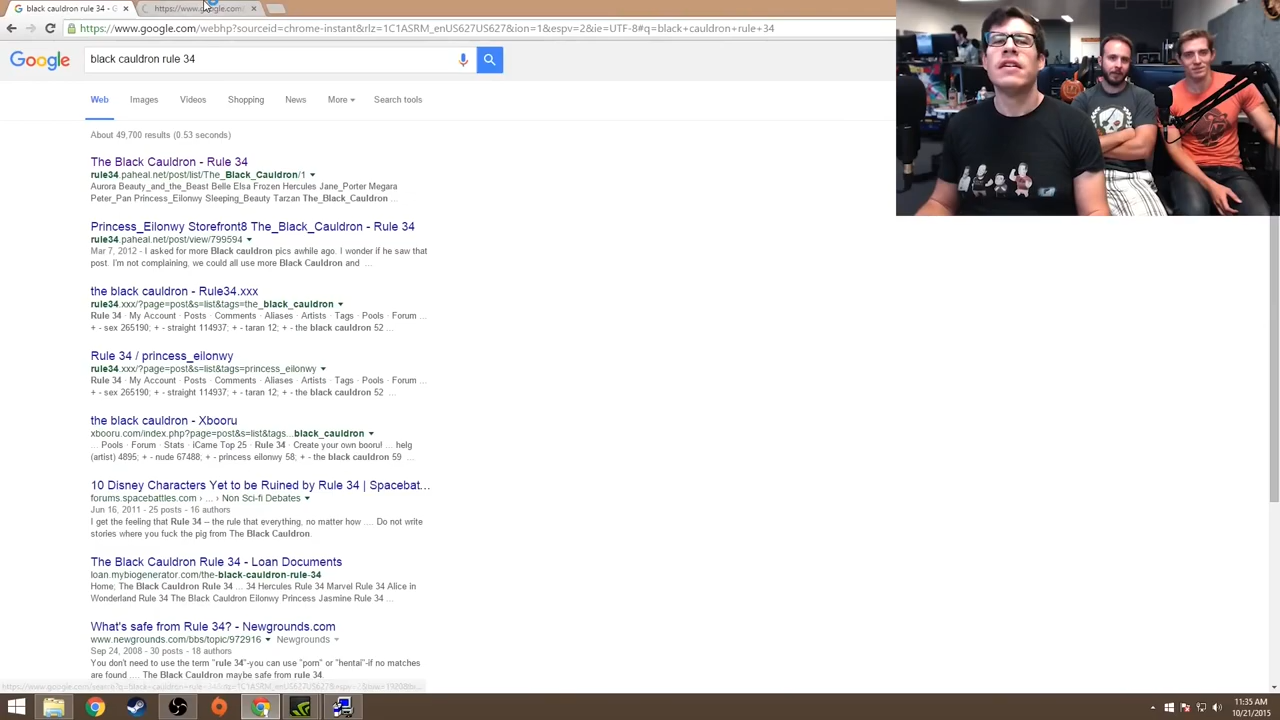 black cauldron rule 34 - G
https://www.google.com
https://www.google.com/webhp?sourceid=chrome-instant&rlz=1C1ASRM_enUS627US627&ion=1&espv=2&ie=UTF-8#q=black+cauldron+rule+34
Google
black cauldron rule 34
Web Images Videos Shopping News More Search tools
About 49,700 results (0.53 seconds)
The Black Cauldron - Rule 34
rule34.paheal.net/post/list/The_Black_Cauldron/1
Aurora Beauty_and_the_Beast Belle Elsa Frozen Hercules Jane_Porter Megara
Peter_Pan Princess_Eilonwy Sleeping_Beauty Tarzan The_Black_Cauldron ...
Princess_Eilonwy Storefront8 The_Black_Cauldron - Rule 34
rule34.paheal.net/post/view/799594
Mar 7, 2012 - I asked for more Black cauldron pics awhile ago. I wonder if he saw that
post. I'm not complaining, we could all use more Black Cauldron and ...
the black cauldron - Rule34.xxx
rule34.xxx/?page=post&s=list&tags=the_black_cauldron
Rule 34 · My Account · Posts · Comments · Aliases · Artists · Tags · Pools · Forum ...
+ - sex 265190; + - straight 114937; + - taran 12; + - the black cauldron 52 ...
Rule 34 / princess_eilonwy
rule34.xxx/?page=post&s=list&tags=princess_eilonwy
Rule 34 · My Account · Posts · Comments · Aliases · Artists · Tags · Pools · Forum ...
+ - sex 265190; + - straight 114937; + - taran 12; + - the black cauldron 52 ...
the black cauldron - Xbooru
xbooru.com/index.php?page=post&s=list&tags...black_cauldron
... Pools · Forum · Stats · iCame Top 25 · Rule 34 · Create your own booru! ... helg
(artist) 4895; + - nude 67488; + - princess eilonwy 58; + - the black cauldron 59 ...
10 Disney Characters Yet to be Ruined by Rule 34 | Spacebat...
forums.spacebattles.com › ... › Non Sci-fi Debates
Jun 16, 2011 - 25 posts - 16 authors
I get the feeling that Rule 34 -- the rule that everything, no matter how .... Do not write
stories where you fuck the pig from The Black Cauldron.
The Black Cauldron Rule 34 - Loan Documents
loan.mybiogenerator.com/the-black-cauldron-rule-34
Home; The Black Cauldron Rule 34 ... 34 Hercules Rule 34 Marvel Rule 34 Alice in
Wonderland Rule 34 The Black Cauldron Eilonwy Princess Jasmine Rule 34 ...
What's safe from Rule 34? - Newgrounds.com
www.newgrounds.com/bbs/topic/972916 Newgrounds
Sep 24, 2008 - 30 posts - 18 authors
You don't need to use the term "rule 34"-you can use "porn" or "hentai"-if no matches
are found .... The Black Cauldron maybe safe from rule 34.
11:35 AM
10/21/2015